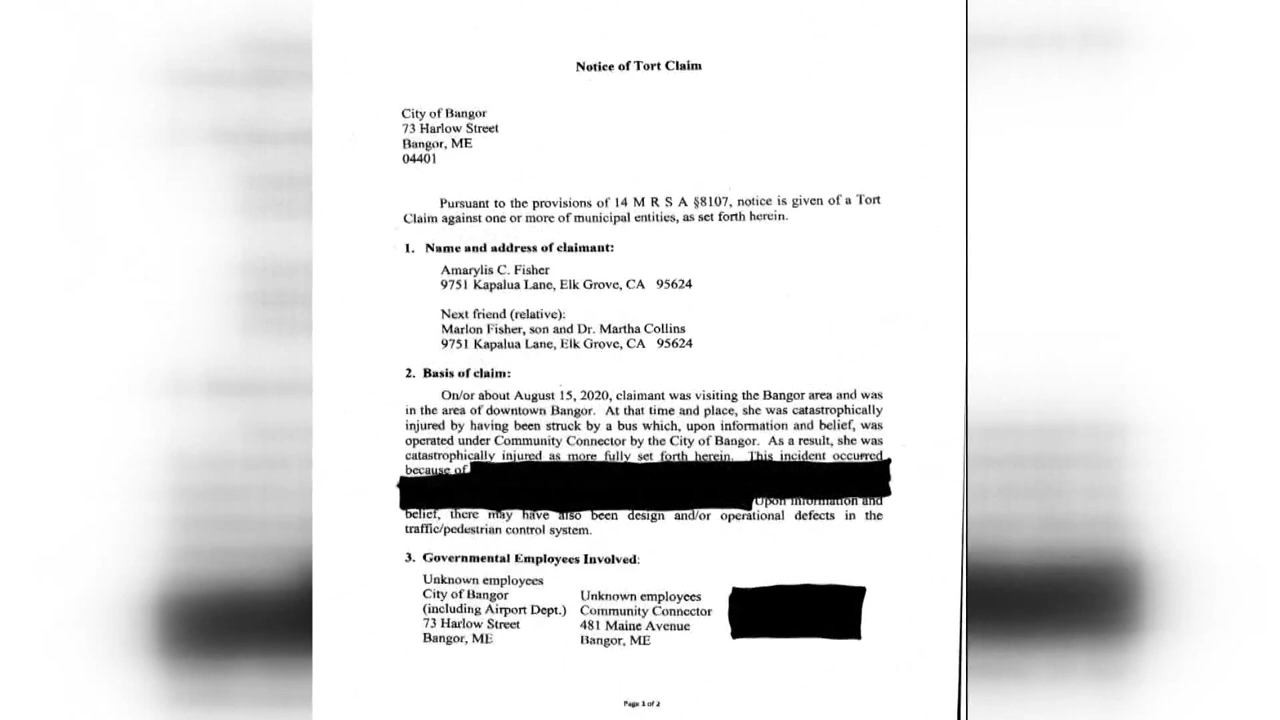 Notice of Tort Claim
City of Bangor
73 Harlow Street
Bangor, ME
04401
Pursuant to the provisions of 14 M R S A §8107, notice is given of a Tort
Claim against one or more of municipal entities, as set forth herein.
1. Name and address of claimant:
Amarylis C. Fisher
9751 Kapalua Lane, Elk Grove, CA 95624
Next friend (relative):
Marlon Fisher, son and Dr. Martha Collins
9751 Kapalua Lane, Elk Grove, CA 95624
2. Basis of claim:
On/or about August 15, 2020, claimant was visiting the Bangor area and was
in the area of downtown Bangor. At that time and place, she was catastrophically
injured by having been struck by a bus which, upon information and belief, was
operated under Community Connector by the City of Bangor. As a result, she was
catastrophically injured as more fully set forth herein. This incident occurred
because of
Upon information and
belief, there may have also been design and/or operational defects in the
traffic/pedestrian control system.
3. Governmental Employees Involved:
Unknown employees
City of Bangor
(including Airport Dept.)
73 Harlow Street
Bangor, ME
Unknown employees
Community Connector
481 Maine Avenue
Bangor, ME
Page 1 of 2